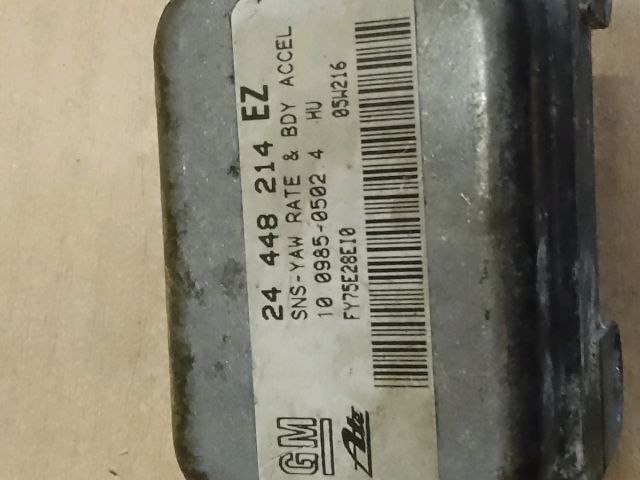 GM
Ate
24 448 214 EZ
SNS-YAW RATE & BDY ACCEL
10 0985-0502 4 HU
FY75E28EI0 05W216